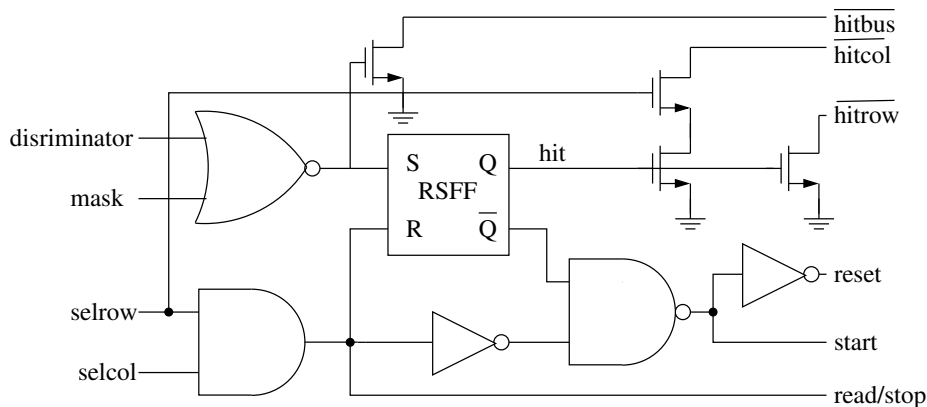 hitbus
hitcol
disriminator
hitrow
S Q
hit
RSFF
mask
R Q
reset
selrow
start
selcol
read/stop